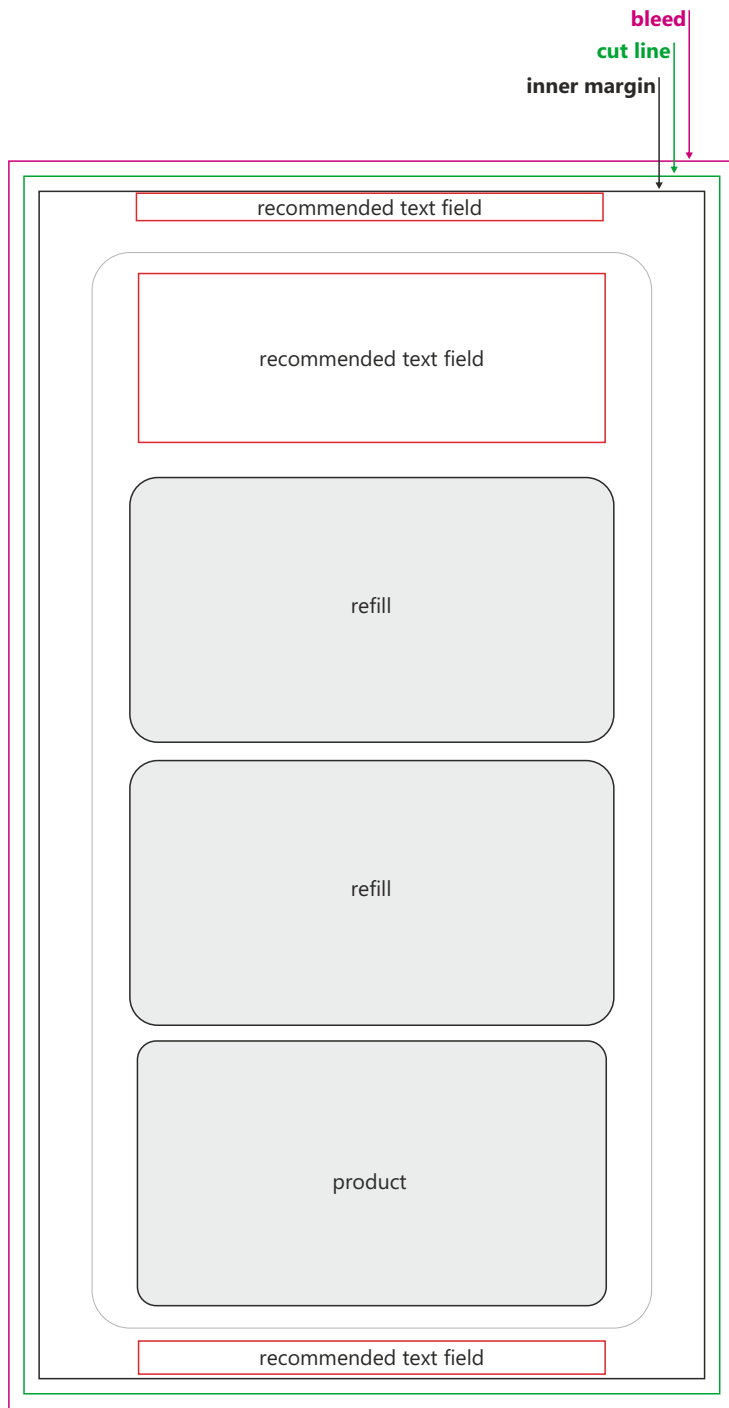 bleed
cut line
inner margin
recommended text field
recommended text field
refill
refill
product
recommended text field